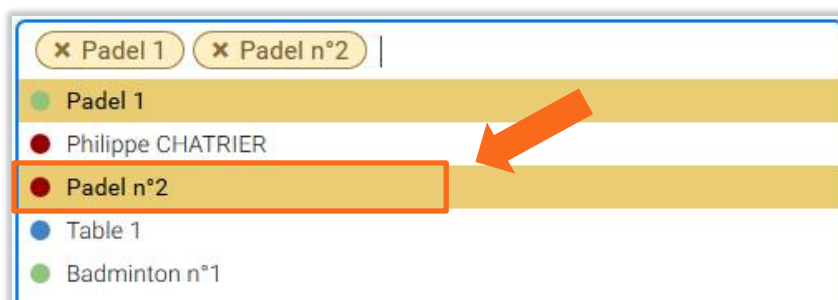 × Padel 1 × Padel n°2
Padel 1
Philippe CHATRIER
Padel n°2
Table 1
Badminton n°1